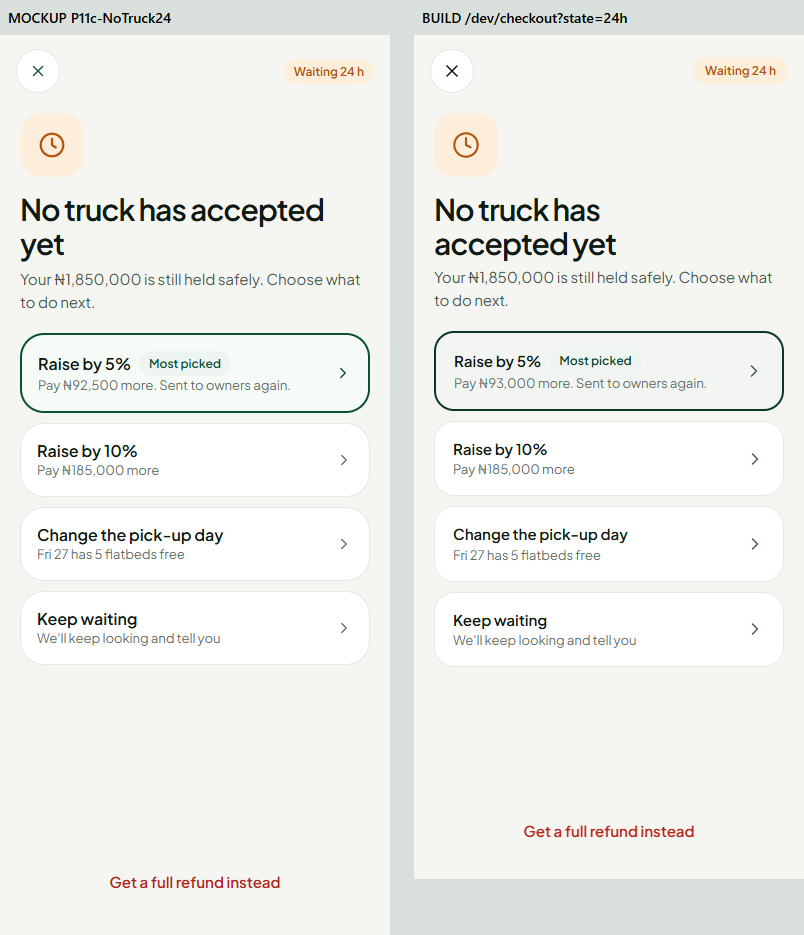 MOCKUP P11c-NoTruck24
Waiting 24 h
No truck has accepted
yet
Your ₦1,850,000 is still held safely. Choose what
to do next.
Raise by 5% Most picked
Pay ₦92,500 more. Sent to owners again.
Raise by 10%
Pay ₦185,000 more
Change the pick-up day
Fri 27 has 5 flatbeds free
Keep waiting
We'll keep looking and tell you
Get a full refund instead
BUILD /dev/checkout?state=24h
Waiting 24 h
No truck has
accepted yet
Your ₦1,850,000 is still held safely. Choose what
to do next.
Raise by 5% Most picked
Pay ₦93,000 more. Sent to owners again.
Raise by 10%
Pay ₦185,000 more
Change the pick-up day
Fri 27 has 5 flatbeds free
Keep waiting
We'll keep looking and tell you
Get a full refund instead